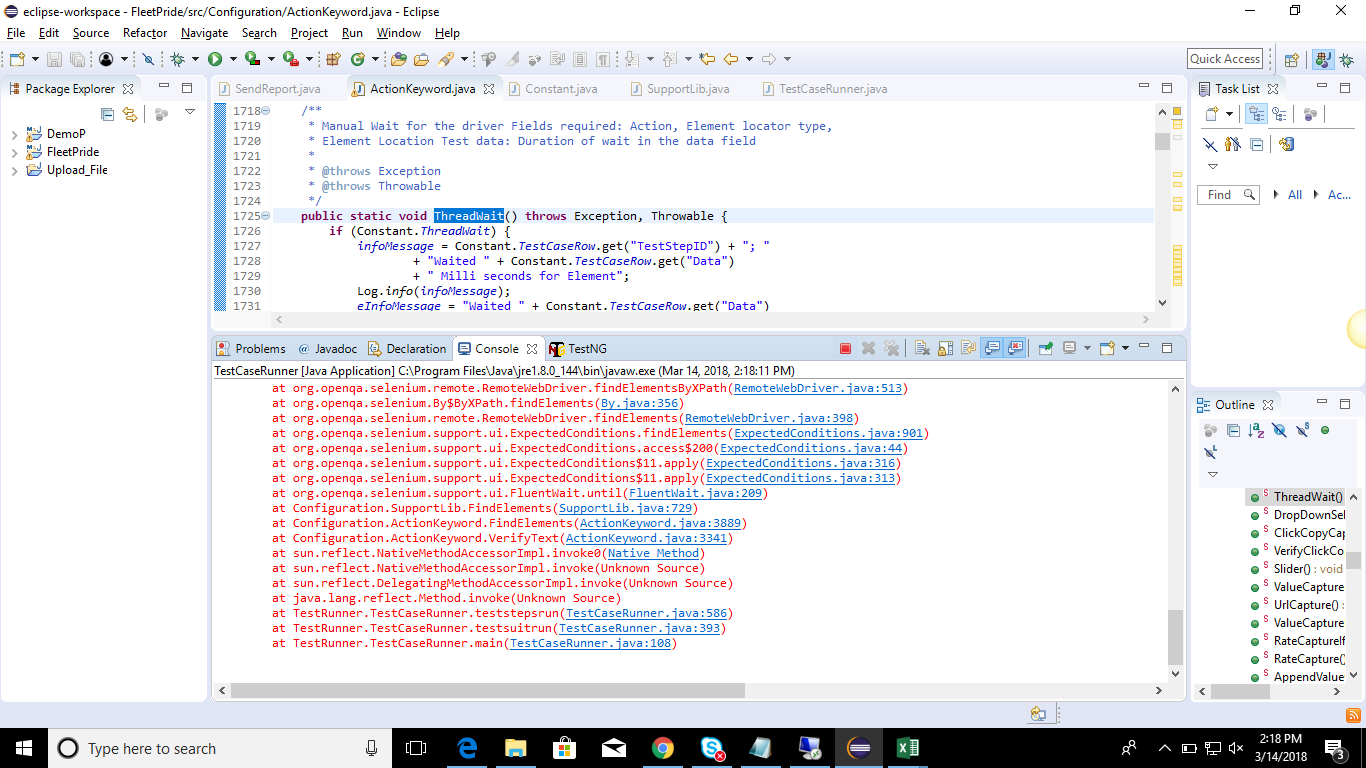 eclipse-workspace - FleetPride/src/Configuration/ActionKeyword.java - Eclipse
File Edit Source Refactor Navigate Search Project Run Window Help
Quick Access
Package Explorer
DemoP
FleetPride
Upload_File
SendReport.java ActionKeyword.java Constant.java SupportLib.java TestCaseRunner.java
1718 /**
1719 * Manual Wait for the driver Fields required: Action, Element locator type,
1720 * Element Location Test data: Duration of wait in the data field
1721 *
1722 * @throws Exception
1723 * @throws Throwable
1724 */
1725 public static void ThreadWait() throws Exception, Throwable {
1726 if (Constant.ThreadWait) {
1727 infoMessage = Constant.TestCaseRow.get("TestStepID") + "; "
1728 + "Waited " + Constant.TestCaseRow.get("Data")
1729 + " Milli seconds for Element";
1730 Log.info(infoMessage);
1731 eInfoMessage = "Waited " + Constant.TestCaseRow.get("Data")
Problems @ Javadoc Declaration Console TestNG
TestCaseRunner [Java Application] C:\Program Files\Java\jre1.8.0_144\bin\javaw.exe (Mar 14, 2018, 2:18:11 PM)
at org.openqa.selenium.remote.RemoteWebDriver.findElementsByXPath(RemoteWebDriver.java:513)
at org.openqa.selenium.By$ByXPath.findElements(By.java:356)
at org.openqa.selenium.remote.RemoteWebDriver.findElements(RemoteWebDriver.java:398)
at org.openqa.selenium.support.ui.ExpectedConditions.findElements(ExpectedConditions.java:901)
at org.openqa.selenium.support.ui.ExpectedConditions.access$200(ExpectedConditions.java:44)
at org.openqa.selenium.support.ui.ExpectedConditions$11.apply(ExpectedConditions.java:316)
at org.openqa.selenium.support.ui.ExpectedConditions$11.apply(ExpectedConditions.java:313)
at org.openqa.selenium.support.ui.FluentWait.until(FluentWait.java:209)
at Configuration.SupportLib.FindElements(SupportLib.java:729)
at Configuration.ActionKeyword.FindElements(ActionKeyword.java:3889)
at Configuration.ActionKeyword.VerifyText(ActionKeyword.java:3341)
at sun.reflect.NativeMethodAccessorImpl.invoke0(Native Method)
at sun.reflect.NativeMethodAccessorImpl.invoke(Unknown Source)
at sun.reflect.DelegatingMethodAccessorImpl.invoke(Unknown Source)
at java.lang.reflect.Method.invoke(Unknown Source)
at TestRunner.TestCaseRunner.teststepsrun(TestCaseRunner.java:586)
at TestRunner.TestCaseRunner.testsuitrun(TestCaseRunner.java:393)
at TestRunner.TestCaseRunner.main(TestCaseRunner.java:108)
Task List
Find All Ac...
Outline
ThreadWait()
DropDownSel
ClickCopyCap
VerifyClickCo
Slider() : void
ValueCapture
UrlCapture() :
ValueCapture
RateCaptureIf
RateCapture()
AppendValue
Type here to search
2:18 PM
3/14/2018
3